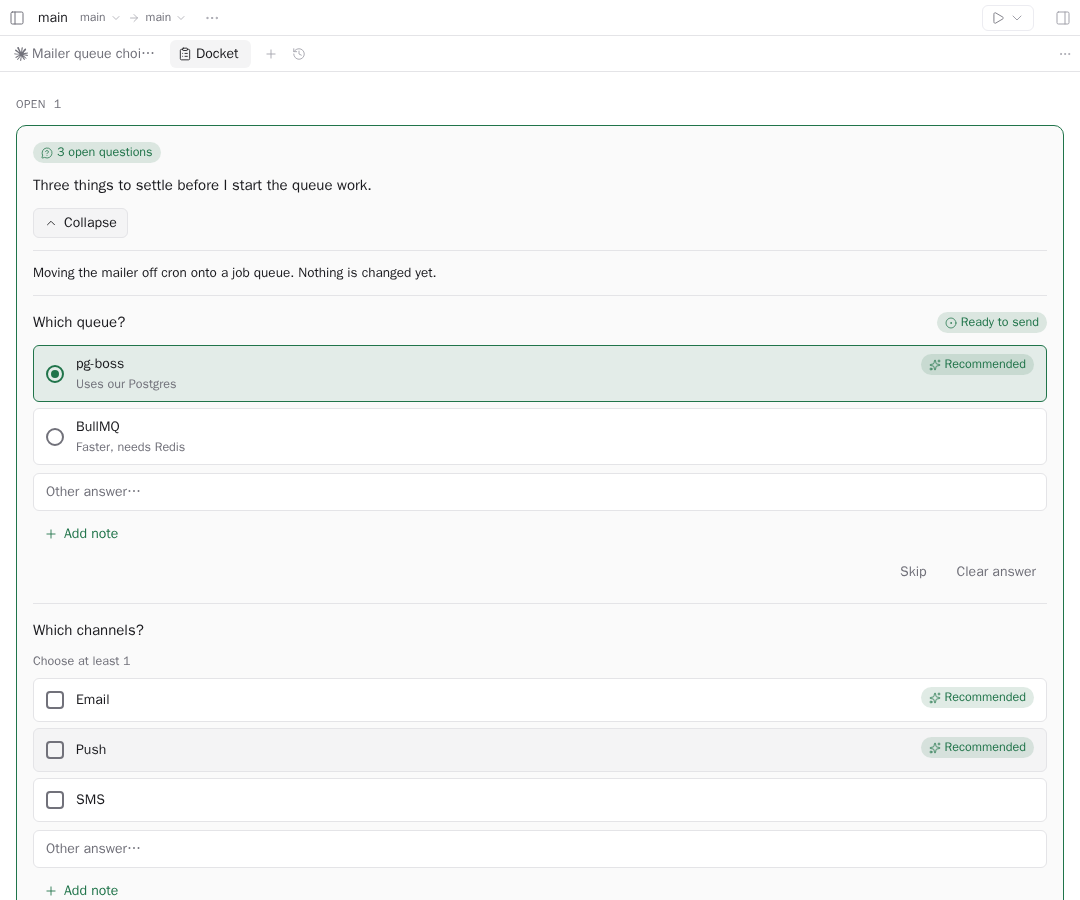 main main → main ···
Mailer queue choi··· Docket
OPEN 1
3 open questions
Three things to settle before I start the queue work.
Collapse
Moving the mailer off cron onto a job queue. Nothing is changed yet.
Which queue? Ready to send
pg-boss Recommended
Uses our Postgres
BullMQ
Faster, needs Redis
Other answer···
+ Add note
Skip Clear answer
Which channels?
Choose at least 1
Email Recommended
Push Recommended
SMS
Other answer···
+ Add note